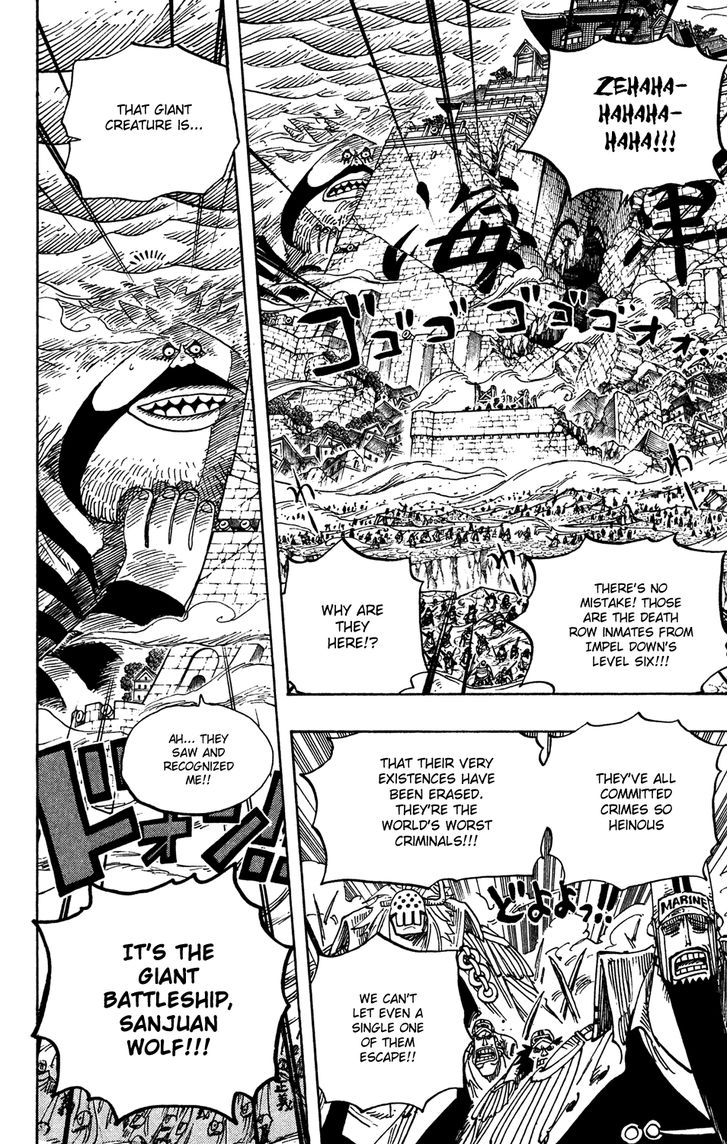 ZEHAHA-
HAHAHA-
HAHA!!!
海軍
ゴゴゴゴゴゴオオ…
わ
わ
THERE'S NO
MISTAKE! THOSE
ARE THE DEATH
ROW INMATES FROM
IMPEL DOWN'S
LEVEL SIX!!!
WHY ARE
THEY
HERE!?
THEY'VE ALL
COMMITTED
CRIMES SO
HEINOUS
THAT THEIR VERY
EXISTENCES HAVE
BEEN ERASED.
THEY'RE THE
WORLD'S WORST
CRIMINALS!!!
どよよっ!!
MARINE
WE CAN'T
LET EVEN A
SINGLE ONE
OF THEM
ESCAPE!!
THAT GIANT
CREATURE IS...
AH... THEY
SAW AND
RECOGNIZED
ME!!
ドオン!!
IT'S THE
GIANT
BATTLESHIP,
SANJUAN
WOLF!!!